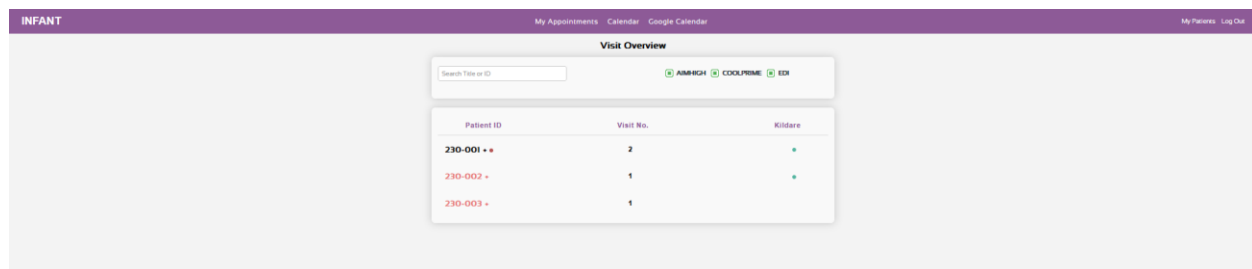 INFANT My Appointments Calendar Google Calendar My Patients Log Out
Visit Overview
Search Title or ID AIMHIGH COOLPRIME EDI
Patient ID Visit No. Kildare
230-001 2
230-002 1
230-003 1